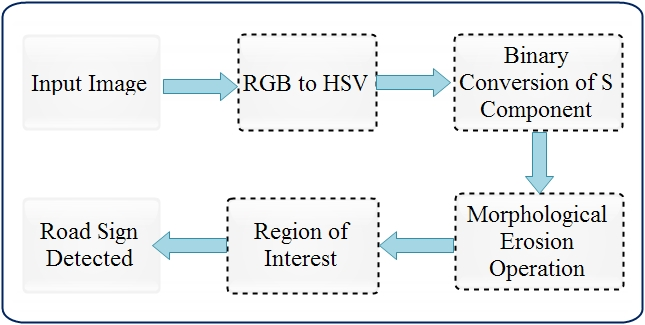 Input Image
RGB to HSV
Binary
Conversion of S
Component
Morphological
Erosion
Operation
Region of
Interest
Road Sign
Detected